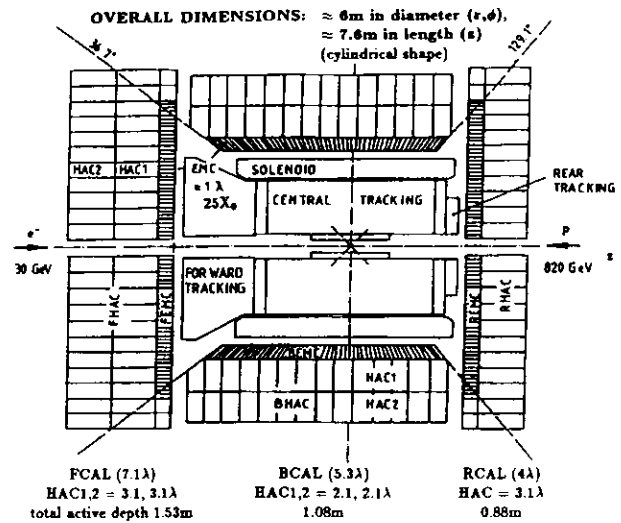 OVERALL DIMENSIONS: ≈ 6m in diameter (r,ϕ),
≈ 7.6m in length (z)
(cylindrical shape)
36.7°
129.1°
HAC2 HAC1
EMC
≈ 1 λ
25X₀
SOLENOID
CENTRAL TRACKING
REAR
TRACKING
e⁻
30 GeV
P
820 GeV
z
FORWARD
TRACKING
FHAC
FEMC
REMC
RHAC
BEMC
HAC1
BHAC
HAC2
FCAL (7.1λ)
HAC1,2 = 3.1, 3.1λ
total active depth 1.53m
BCAL (5.3λ)
HAC1,2 = 2.1, 2.1λ
1.08m
RCAL (4λ)
HAC = 3.1λ
0.88m